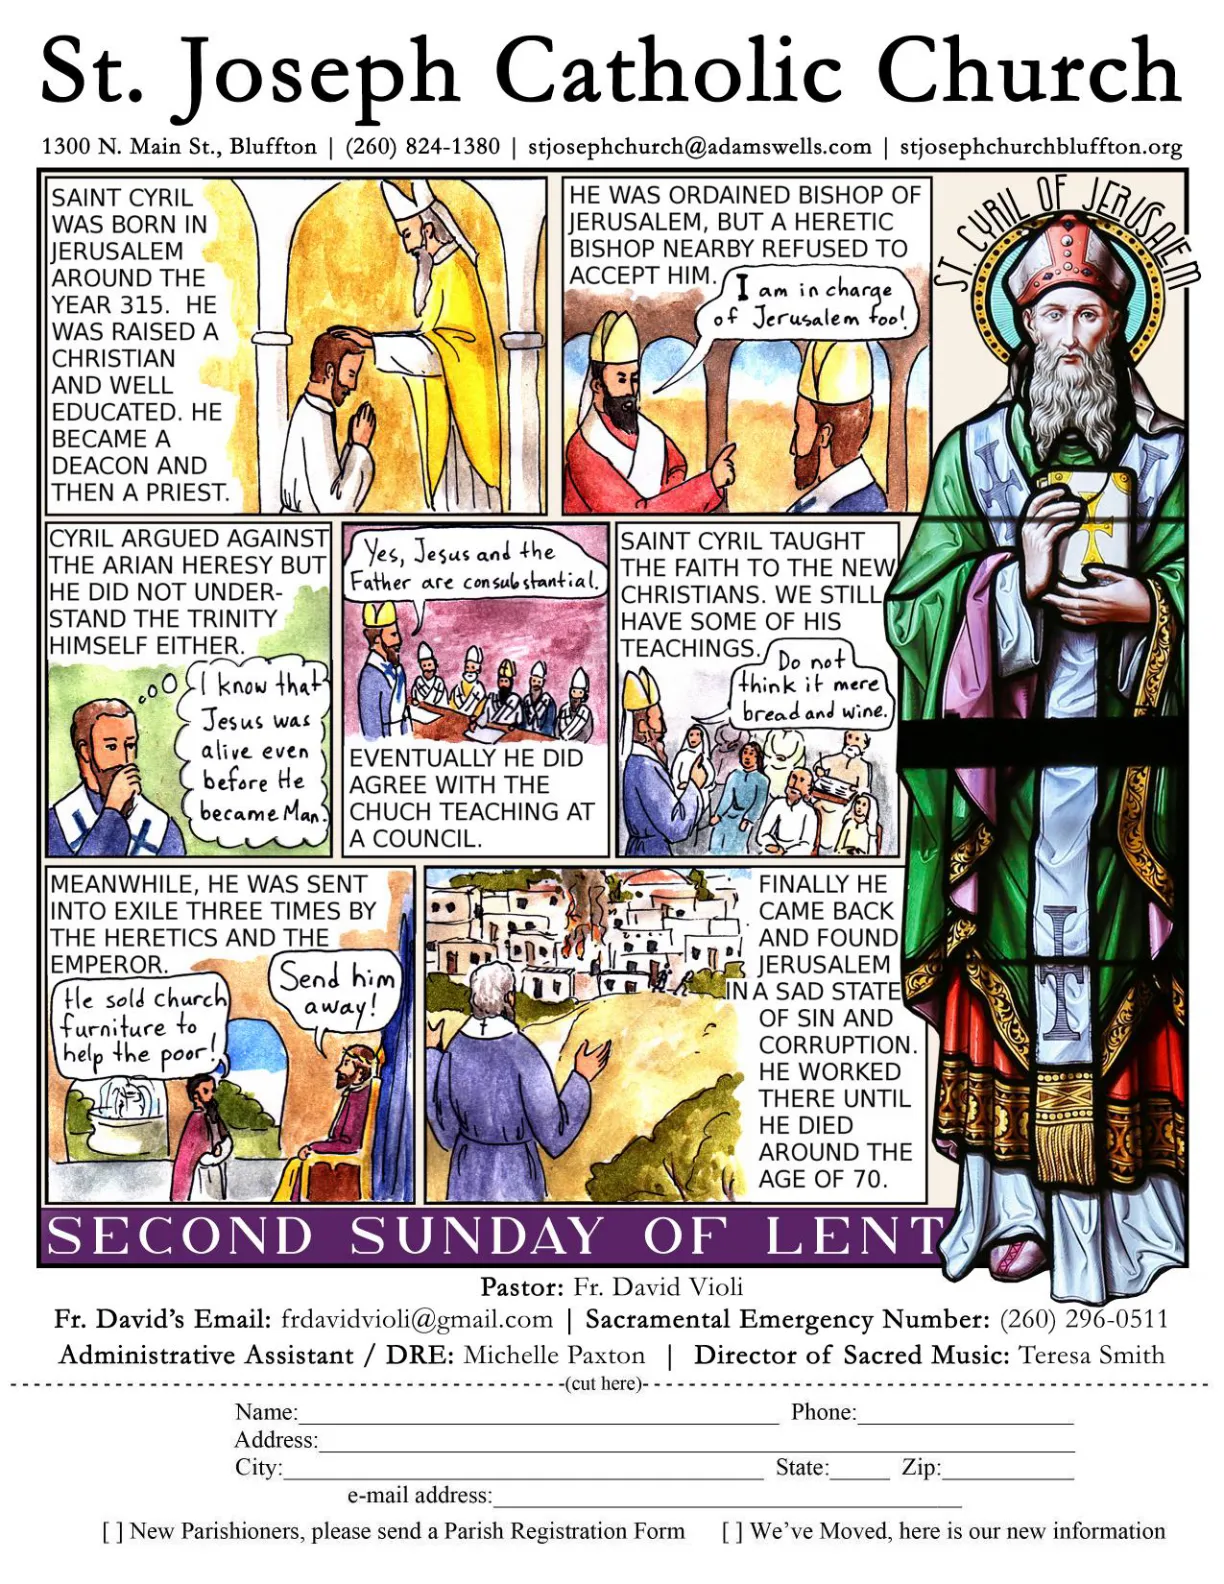 St. Joseph Catholic Church
1300 N. Main St., Bluffton | (260) 824-1380 | stjosephchurch@adamswells.com | stjosephchurchbluffton.org
SAINT CYRIL
WAS BORN IN
JERUSALEM
AROUND THE
YEAR 315. HE
WAS RAISED A
CHRISTIAN
AND WELL
EDUCATED. HE
BECAME A
DEACON AND
THEN A PRIEST.
HE WAS ORDAINED BISHOP OF
JERUSALEM, BUT A HERETIC
BISHOP NEARBY REFUSED TO
ACCEPT HIM.
I am in charge
of Jerusalem too!
ST. CYRIL OF JERUSALEM
CYRIL ARGUED AGAINST
THE ARIAN HERESY BUT
HE DID NOT UNDER-
STAND THE TRINITY
HIMSELF EITHER.
I know that
Jesus was
alive even
before He
became Man.
Yes, Jesus and the
Father are consubstantial.
EVENTUALLY HE DID
AGREE WITH THE
CHUCH TEACHING AT
A COUNCIL.
SAINT CYRIL TAUGHT
THE FAITH TO THE NEW
CHRISTIANS. WE STILL
HAVE SOME OF HIS
TEACHINGS.
Do not
think it mere
bread and wine.
MEANWHILE, HE WAS SENT
INTO EXILE THREE TIMES BY
THE HERETICS AND THE
EMPEROR.
He sold church
furniture to
help the poor!
Send him
away!
FINALLY HE
CAME BACK
AND FOUND
JERUSALEM
IN A SAD STATE
OF SIN AND
CORRUPTION.
HE WORKED
THERE UNTIL
HE DIED
AROUND THE
AGE OF 70.
SECOND SUNDAY OF LENT
Pastor: Fr. David Violi
Fr. David's Email: frdavidvioli@gmail.com | Sacramental Emergency Number: (260) 296-0511
Administrative Assistant / DRE: Michelle Paxton | Director of Sacred Music: Teresa Smith
(cut here)
Name: Phone:
Address:
City: State: Zip:
e-mail address:
[ ] New Parishioners, please send a Parish Registration Form [ ] We've Moved, here is our new information